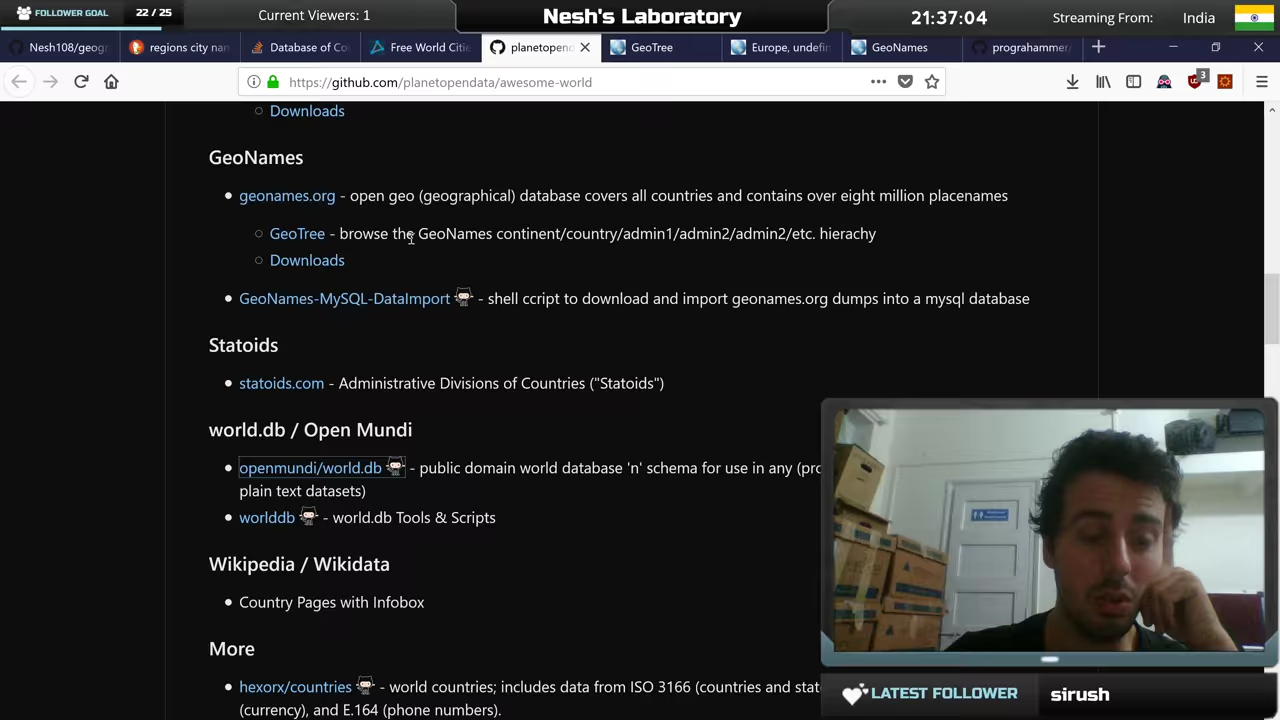 FOLLOWER GOAL 22 / 25 Current Viewers: 1 Nesh's Laboratory 21:37:04 Streaming From: India
Nesh108/geogr regions city nam Database of Co Free World Citie planetopend GeoTree Europe, undefin GeoNames prograhammer/
https://github.com/planetopendata/awesome-world 3
Downloads
GeoNames
geonames.org - open geo (geographical) database covers all countries and contains over eight million placenames
GeoTree - browse the GeoNames continent/country/admin1/admin2/admin2/etc. hierachy
Downloads
GeoNames-MySQL-DataImport - shell ccript to download and import geonames.org dumps into a mysql database
Statoids
statoids.com - Administrative Divisions of Countries ("Statoids")
world.db / Open Mundi
openmundi/world.db - public domain world database 'n' schema for use in any (pro
plain text datasets)
worlddb - world.db Tools & Scripts
Wikipedia / Wikidata
Country Pages with Infobox
More
hexorx/countries - world countries; includes data from ISO 3166 (countries and stat
(currency), and E.164 (phone numbers).
LATEST FOLLOWER sirush